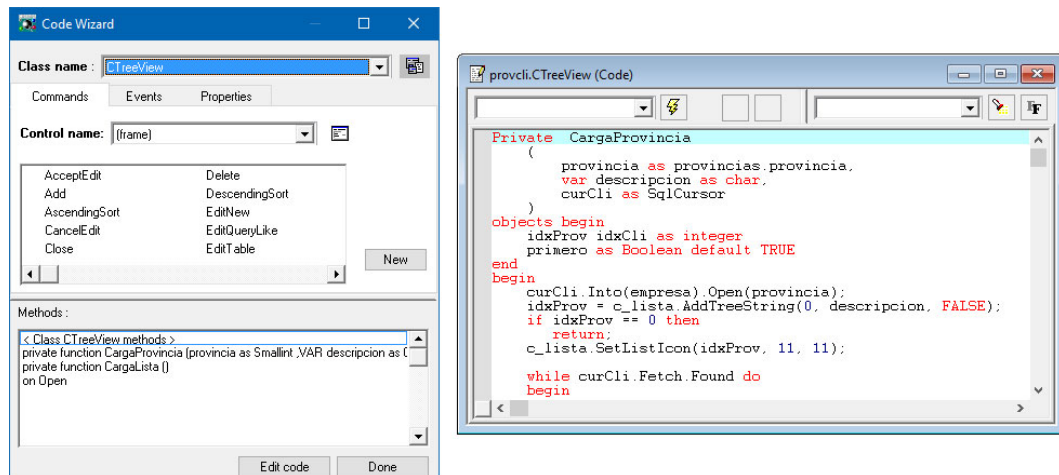 Code Wizard
Class name : CTreeView
Commands Events Properties
Control name: (frame)
AcceptEdit Delete
Add DescendingSort
AscendingSort EditNew
CancelEdit EditQueryLike
Close EditTable
New
Methods :
< Class CTreeView methods >
private function CargaProvincia (provincia as Smallint ,VAR descripcion as
private function CargaLista ()
on Open
Edit code Done
provcli.CTreeView (Code)
Private CargaProvincia
(
provincia as provincias.provincia,
var descripcion as char,
curCli as SqlCursor
)
objects begin
idxProv idxCli as integer
primero as Boolean default TRUE
end
begin
curCli.Into(empresa).Open(provincia);
idxProv = c_lista.AddTreeString(0, descripcion, FALSE);
if idxProv == 0 then
return;
c_lista.SetListIcon(idxProv, 11, 11);
while curCli.Fetch.Found do
begin